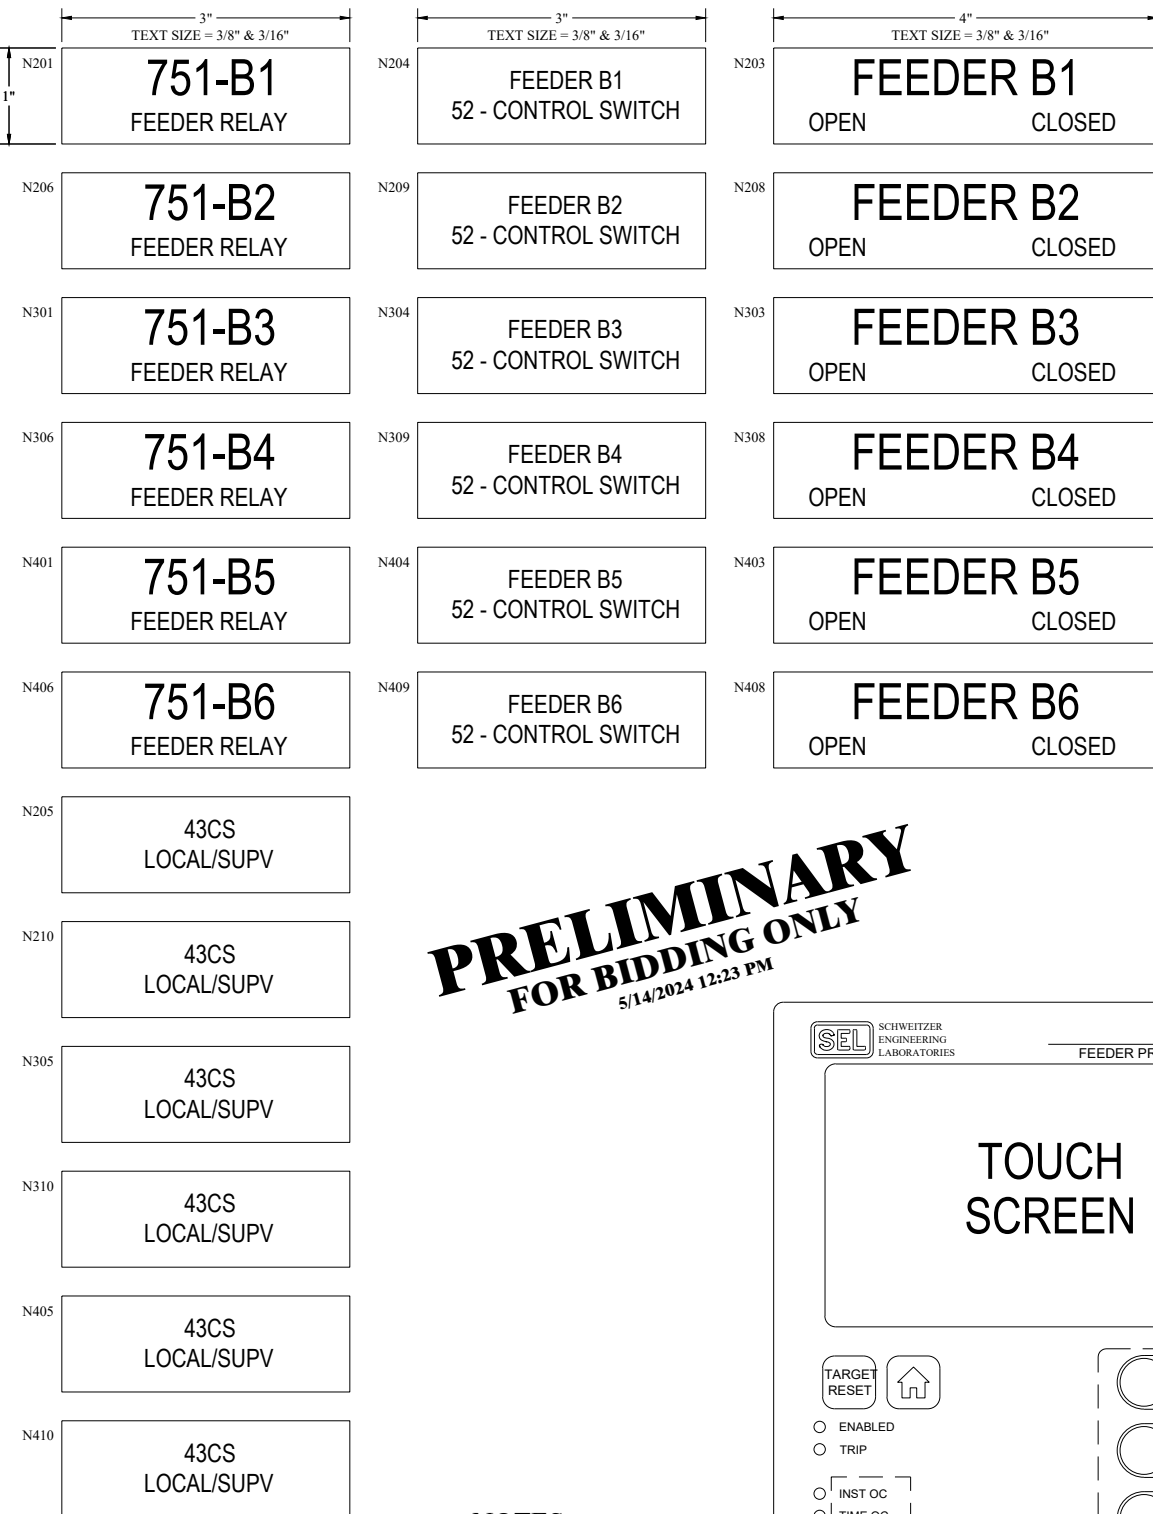 3" 3" 4"
TEXT SIZE = 3/8" & 3/16" TEXT SIZE = 3/8" & 3/16" TEXT SIZE = 3/8" & 3/16"
1"
N201 751-B1
FEEDER RELAY
N204 FEEDER B1
52 - CONTROL SWITCH
N203 FEEDER B1
OPEN CLOSED
N206 751-B2
FEEDER RELAY
N209 FEEDER B2
52 - CONTROL SWITCH
N208 FEEDER B2
OPEN CLOSED
N301 751-B3
FEEDER RELAY
N304 FEEDER B3
52 - CONTROL SWITCH
N303 FEEDER B3
OPEN CLOSED
N306 751-B4
FEEDER RELAY
N309 FEEDER B4
52 - CONTROL SWITCH
N308 FEEDER B4
OPEN CLOSED
N401 751-B5
FEEDER RELAY
N404 FEEDER B5
52 - CONTROL SWITCH
N403 FEEDER B5
OPEN CLOSED
N406 751-B6
FEEDER RELAY
N409 FEEDER B6
52 - CONTROL SWITCH
N408 FEEDER B6
OPEN CLOSED
N205 43CS
LOCAL/SUPV
N210 43CS
LOCAL/SUPV
N305 43CS
LOCAL/SUPV
N310 43CS
LOCAL/SUPV
N405 43CS
LOCAL/SUPV
N410 43CS
LOCAL/SUPV
PRELIMINARY
FOR BIDDING ONLY
5/14/2024 12:23 PM
SEL
SCHWEITZER
ENGINEERING
LABORATORIES
FEEDER PR
TOUCH
SCREEN
TARGET
RESET
ENABLED
TRIP
INST OC